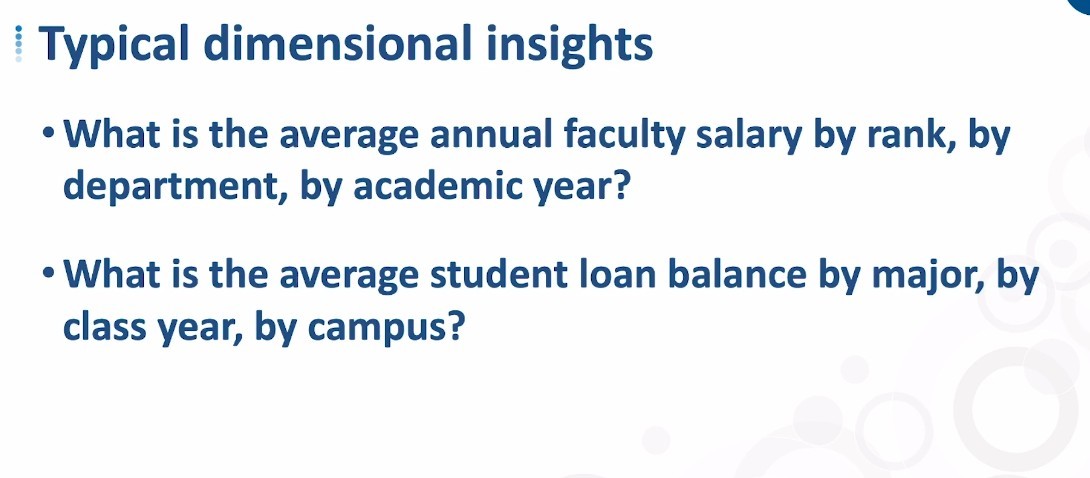 Typical dimensional insights
• What is the average annual faculty salary by rank, by
department, by academic year?
• What is the average student loan balance by major, by
class year, by campus?